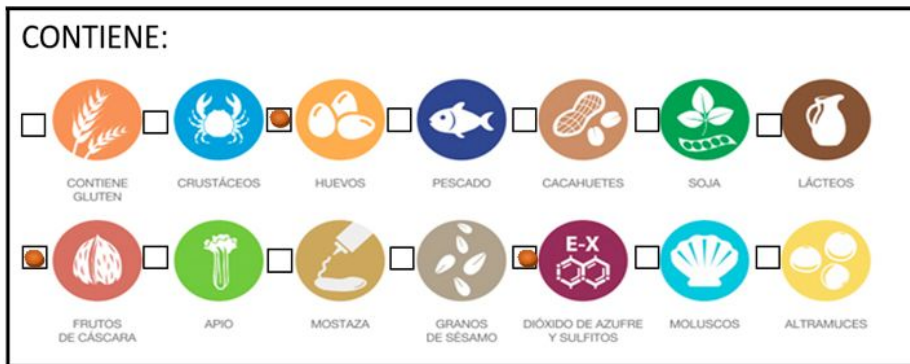 CONTIENE:
CONTIENE GLUTEN
CRUSTÁCEOS
HUEVOS
PESCADO
CACAHUETES
SOJA
LÁCTEOS
E-X
FRUTOS DE CÁSCARA
APIO
MOSTAZA
GRANOS DE SÉSAMO
DIÓXIDO DE AZUFRE Y SULFITOS
MOLUSCOS
ALTRAMUCES